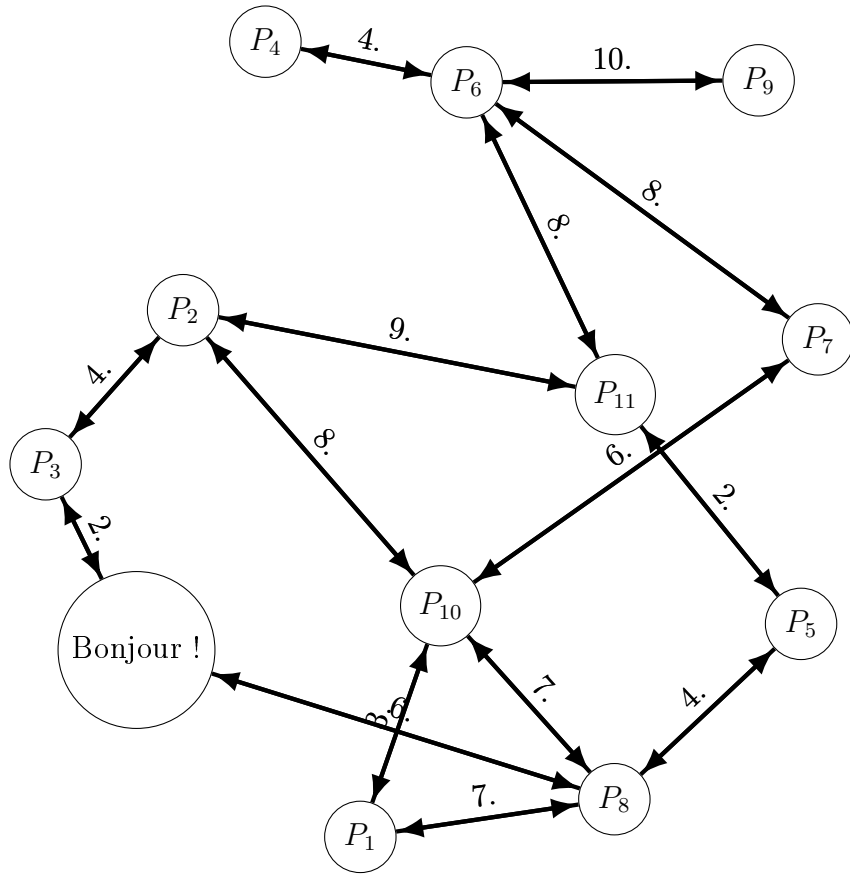 P₄
4.
P₆
10.
P₉
8.
8.
P₂
9.
P₇
4.
P₁₁
8.
6.
P₃
2.
2.
P₁₀
P₅
Bonjour !
7.
4.
3.
6.
P₈
7.
P₁